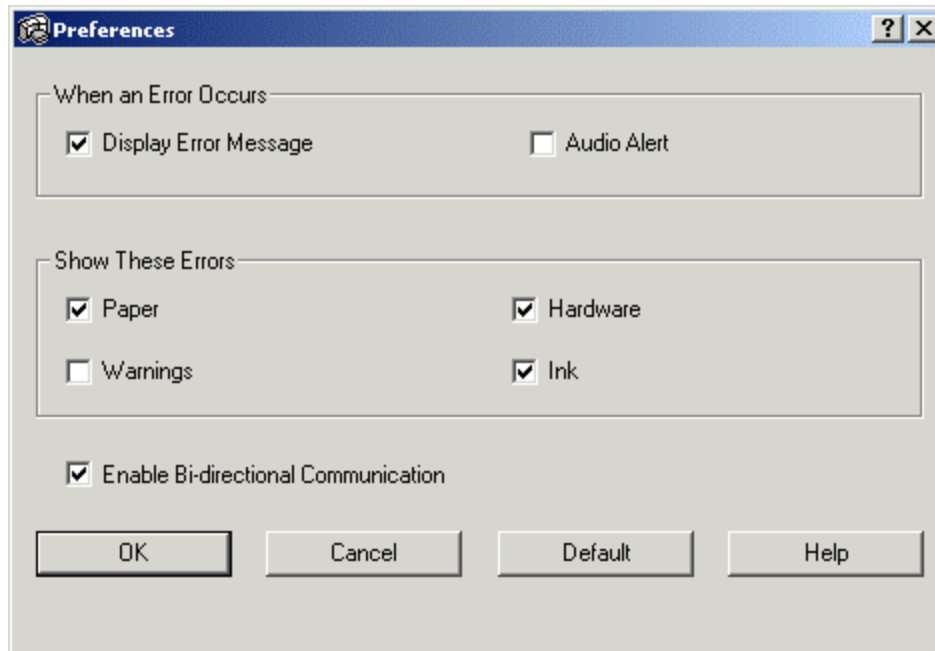 Preferences
When an Error Occurs
Display Error Message Audio Alert
Show These Errors
Paper Hardware
Warnings Ink
Enable Bi-directional Communication
OK Cancel Default Help